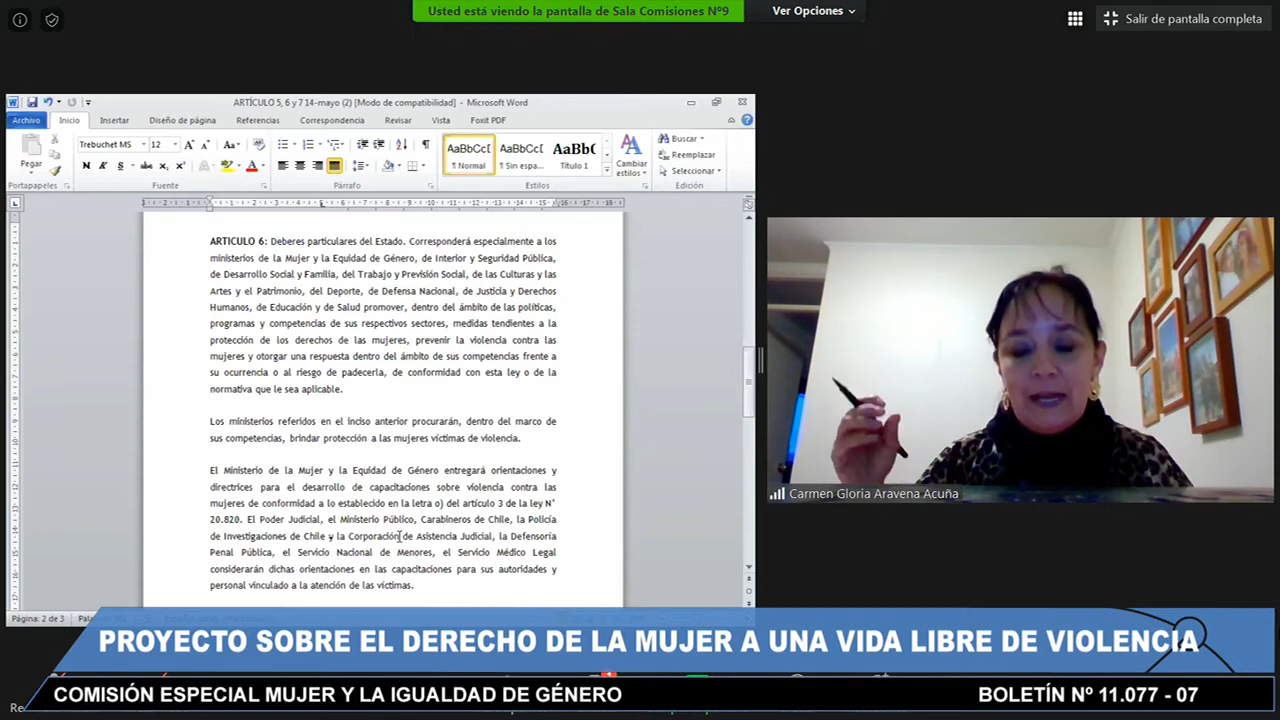 Usted está viendo la pantalla de Sala Comisiones Nº9
Ver Opciones
Salir de pantalla completa
ARTÍCULO 5, 6 y 7 14-mayo (2) [Modo de compatibilidad] - Microsoft Word
Archivo Inicio Insertar Diseño de página Referencias Correspondencia Revisar Vista Foxit PDF
Pegar
Portapapeles
Trebuchet MS 12
N K S abc x₂ x²
Fuente
Párrafo
AaBbCcD AaBbCcD AaBbC
¶ Normal ¶ Sin espa... Título 1
Cambiar estilos
Estilos
Buscar
Reemplazar
Seleccionar
Edición
ARTICULO 6: Deberes particulares del Estado. Corresponderá especialmente a los
ministerios de la Mujer y la Equidad de Género, de Interior y Seguridad Pública,
de Desarrollo Social y Familia, del Trabajo y Previsión Social, de las Culturas y las
Artes y el Patrimonio, del Deporte, de Defensa Nacional, de Justicia y Derechos
Humanos, de Educación y de Salud promover, dentro del ámbito de las políticas,
programas y competencias de sus respectivos sectores, medidas tendientes a la
protección de los derechos de las mujeres, prevenir la violencia contra las
mujeres y otorgar una respuesta dentro del ámbito de sus competencias frente a
su ocurrencia o al riesgo de padecerla, de conformidad con esta ley o de la
normativa que le sea aplicable.
Los ministerios referidos en el inciso anterior procurarán, dentro del marco de
sus competencias, brindar protección a las mujeres víctimas de violencia.
El Ministerio de la Mujer y la Equidad de Género entregará orientaciones y
directrices para el desarrollo de capacitaciones sobre violencia contra las
mujeres de conformidad a lo establecido en la letra o) del artículo 3 de la ley N°
20.820. El Poder Judicial, el Ministerio Público, Carabineros de Chile, la Policía
de Investigaciones de Chile y la Corporación de Asistencia Judicial, la Defensoría
Penal Pública, el Servicio Nacional de Menores, el Servicio Médico Legal
considerarán dichas orientaciones en las capacitaciones para sus autoridades y
personal vinculado a la atención de las víctimas.
Página: 2 de 3
Carmen Gloria Aravena Acuña
PROYECTO SOBRE EL DERECHO DE LA MUJER A UNA VIDA LIBRE DE VIOLENCIA
COMISIÓN ESPECIAL MUJER Y LA IGUALDAD DE GÉNERO
BOLETÍN Nº 11.077 - 07